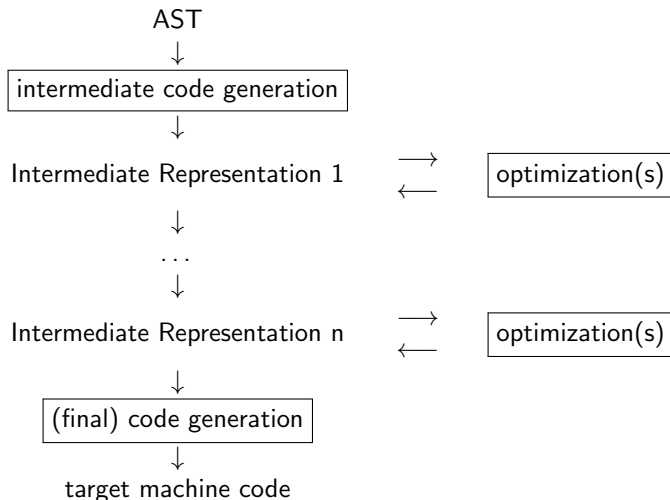 AST
↓
intermediate code generation
↓
Intermediate Representation 1 → ← optimization(s)
↓
...
↓
Intermediate Representation n → ← optimization(s)
↓
(final) code generation
↓
target machine code